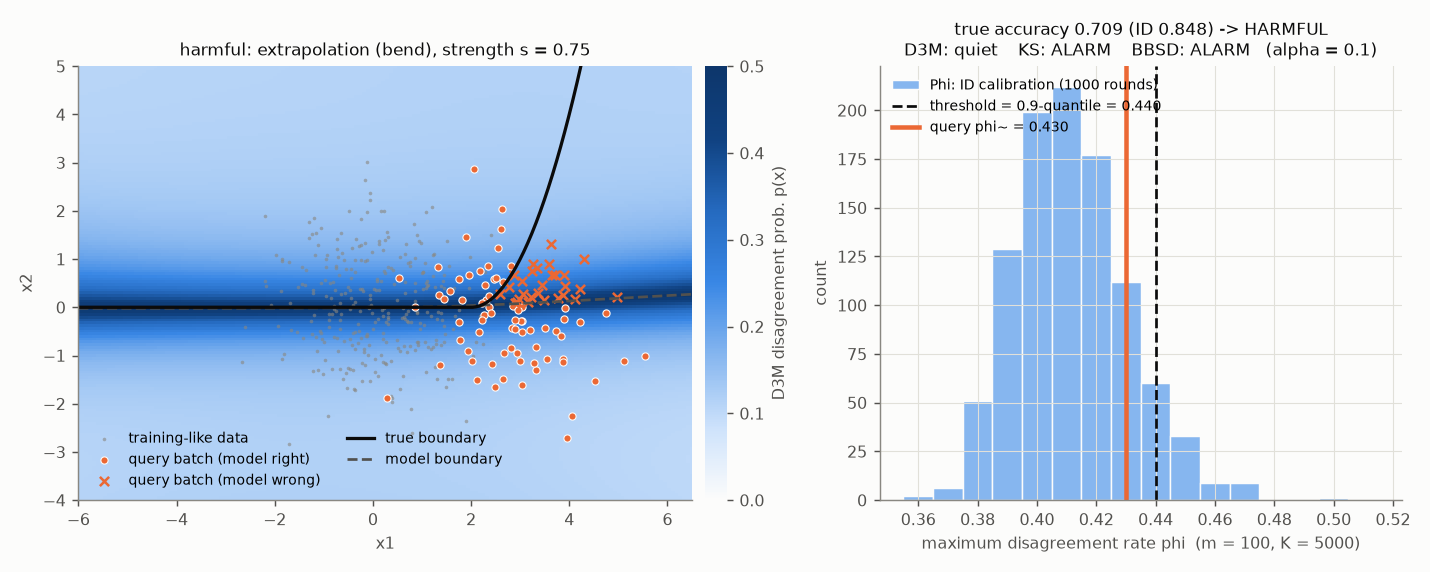 harmful: extrapolation (bend), strength s = 0.75
5
4
3
2
1
0
−1
−2
−3
−4
x2
−6
−4
−2
0
2
4
6
x1
training-like data
query batch (model right)
query batch (model wrong)
true boundary
model boundary
0.5
0.4
0.3
0.2
0.1
0.0
D3M disagreement prob. p(x)
true accuracy 0.709 (ID 0.848) -> HARMFUL
D3M: quiet    KS: ALARM    BBSD: ALARM   (alpha = 0.1)
Phi: ID calibration (1000 rounds)
threshold = 0.9-quantile = 0.440
query phi~ = 0.430
200
175
150
125
100
75
50
25
0
count
0.36
0.38
0.40
0.42
0.44
0.46
0.48
0.50
0.52
maximum disagreement rate phi  (m = 100, K = 5000)